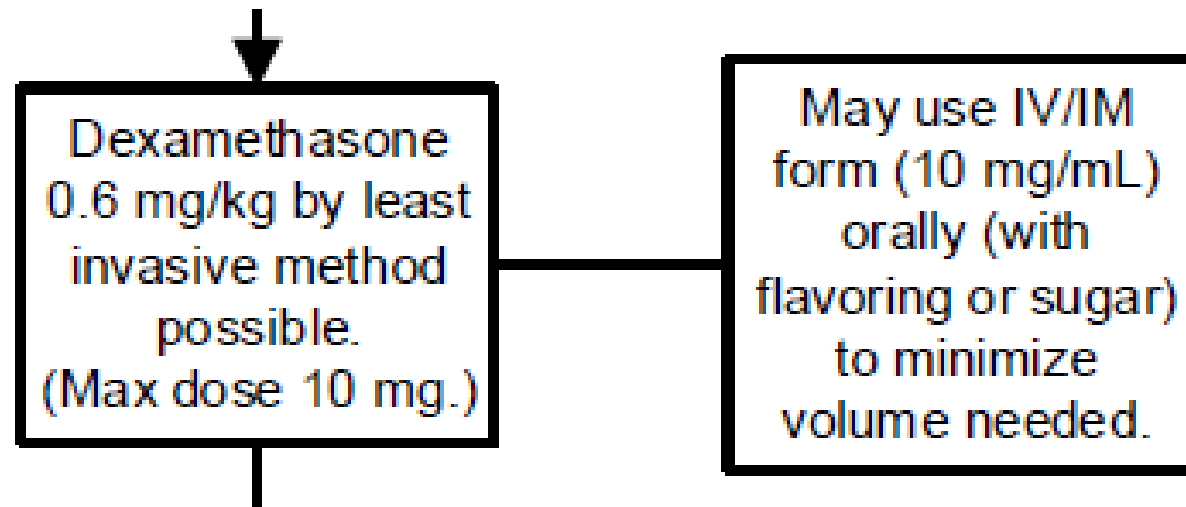 Dexamethasone
0.6 mg/kg by least
invasive method
possible.
(Max dose 10 mg.)
May use IV/IM
form (10 mg/mL)
orally (with
flavoring or sugar)
to minimize
volume needed.